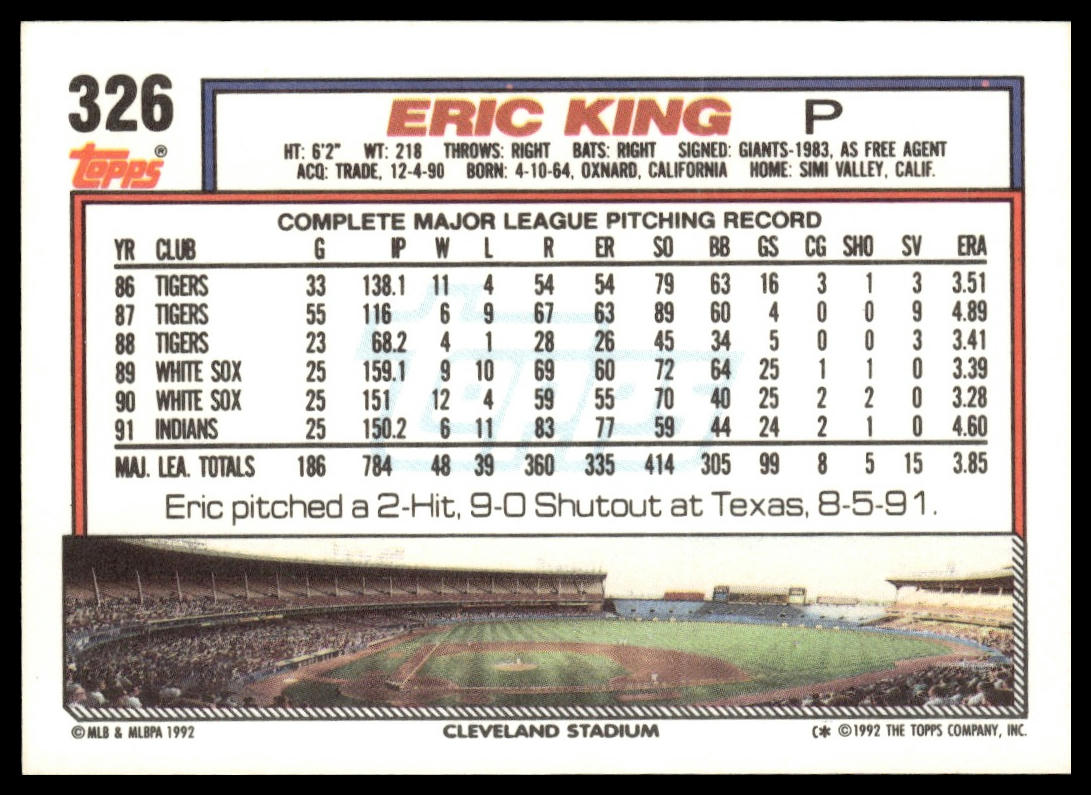 326
Topps®
ERIC KING P
HT: 6'2" WT: 218 THROWS: RIGHT BATS: RIGHT SIGNED: GIANTS-1983, AS FREE AGENT
ACQ: TRADE, 12-4-90 BORN: 4-10-64, OXNARD, CALIFORNIA HOME: SIMI VALLEY, CALIF.
COMPLETE MAJOR LEAGUE PITCHING RECORD
YR CLUB G IP W L R ER SO BB GS CG SHO SV ERA
86 TIGERS 33 138.1 11 4 54 54 79 63 16 3 1 3 3.51
87 TIGERS 55 116 6 9 67 63 89 60 4 0 0 9 4.89
88 TIGERS 23 68.2 4 1 28 26 45 34 5 0 0 3 3.41
89 WHITE SOX 25 159.1 9 10 69 60 72 64 25 1 1 0 3.39
90 WHITE SOX 25 151 12 4 59 55 70 40 25 2 2 0 3.28
91 INDIANS 25 150.2 6 11 83 77 59 44 24 2 1 0 4.60
MAJ. LEA. TOTALS 186 784 48 39 360 335 414 305 99 8 5 15 3.85
Topps
Eric pitched a 2-Hit, 9-0 Shutout at Texas, 8-5-91.
©MLB & MLBPA 1992 CLEVELAND STADIUM C* ©1992 THE TOPPS COMPANY, INC.